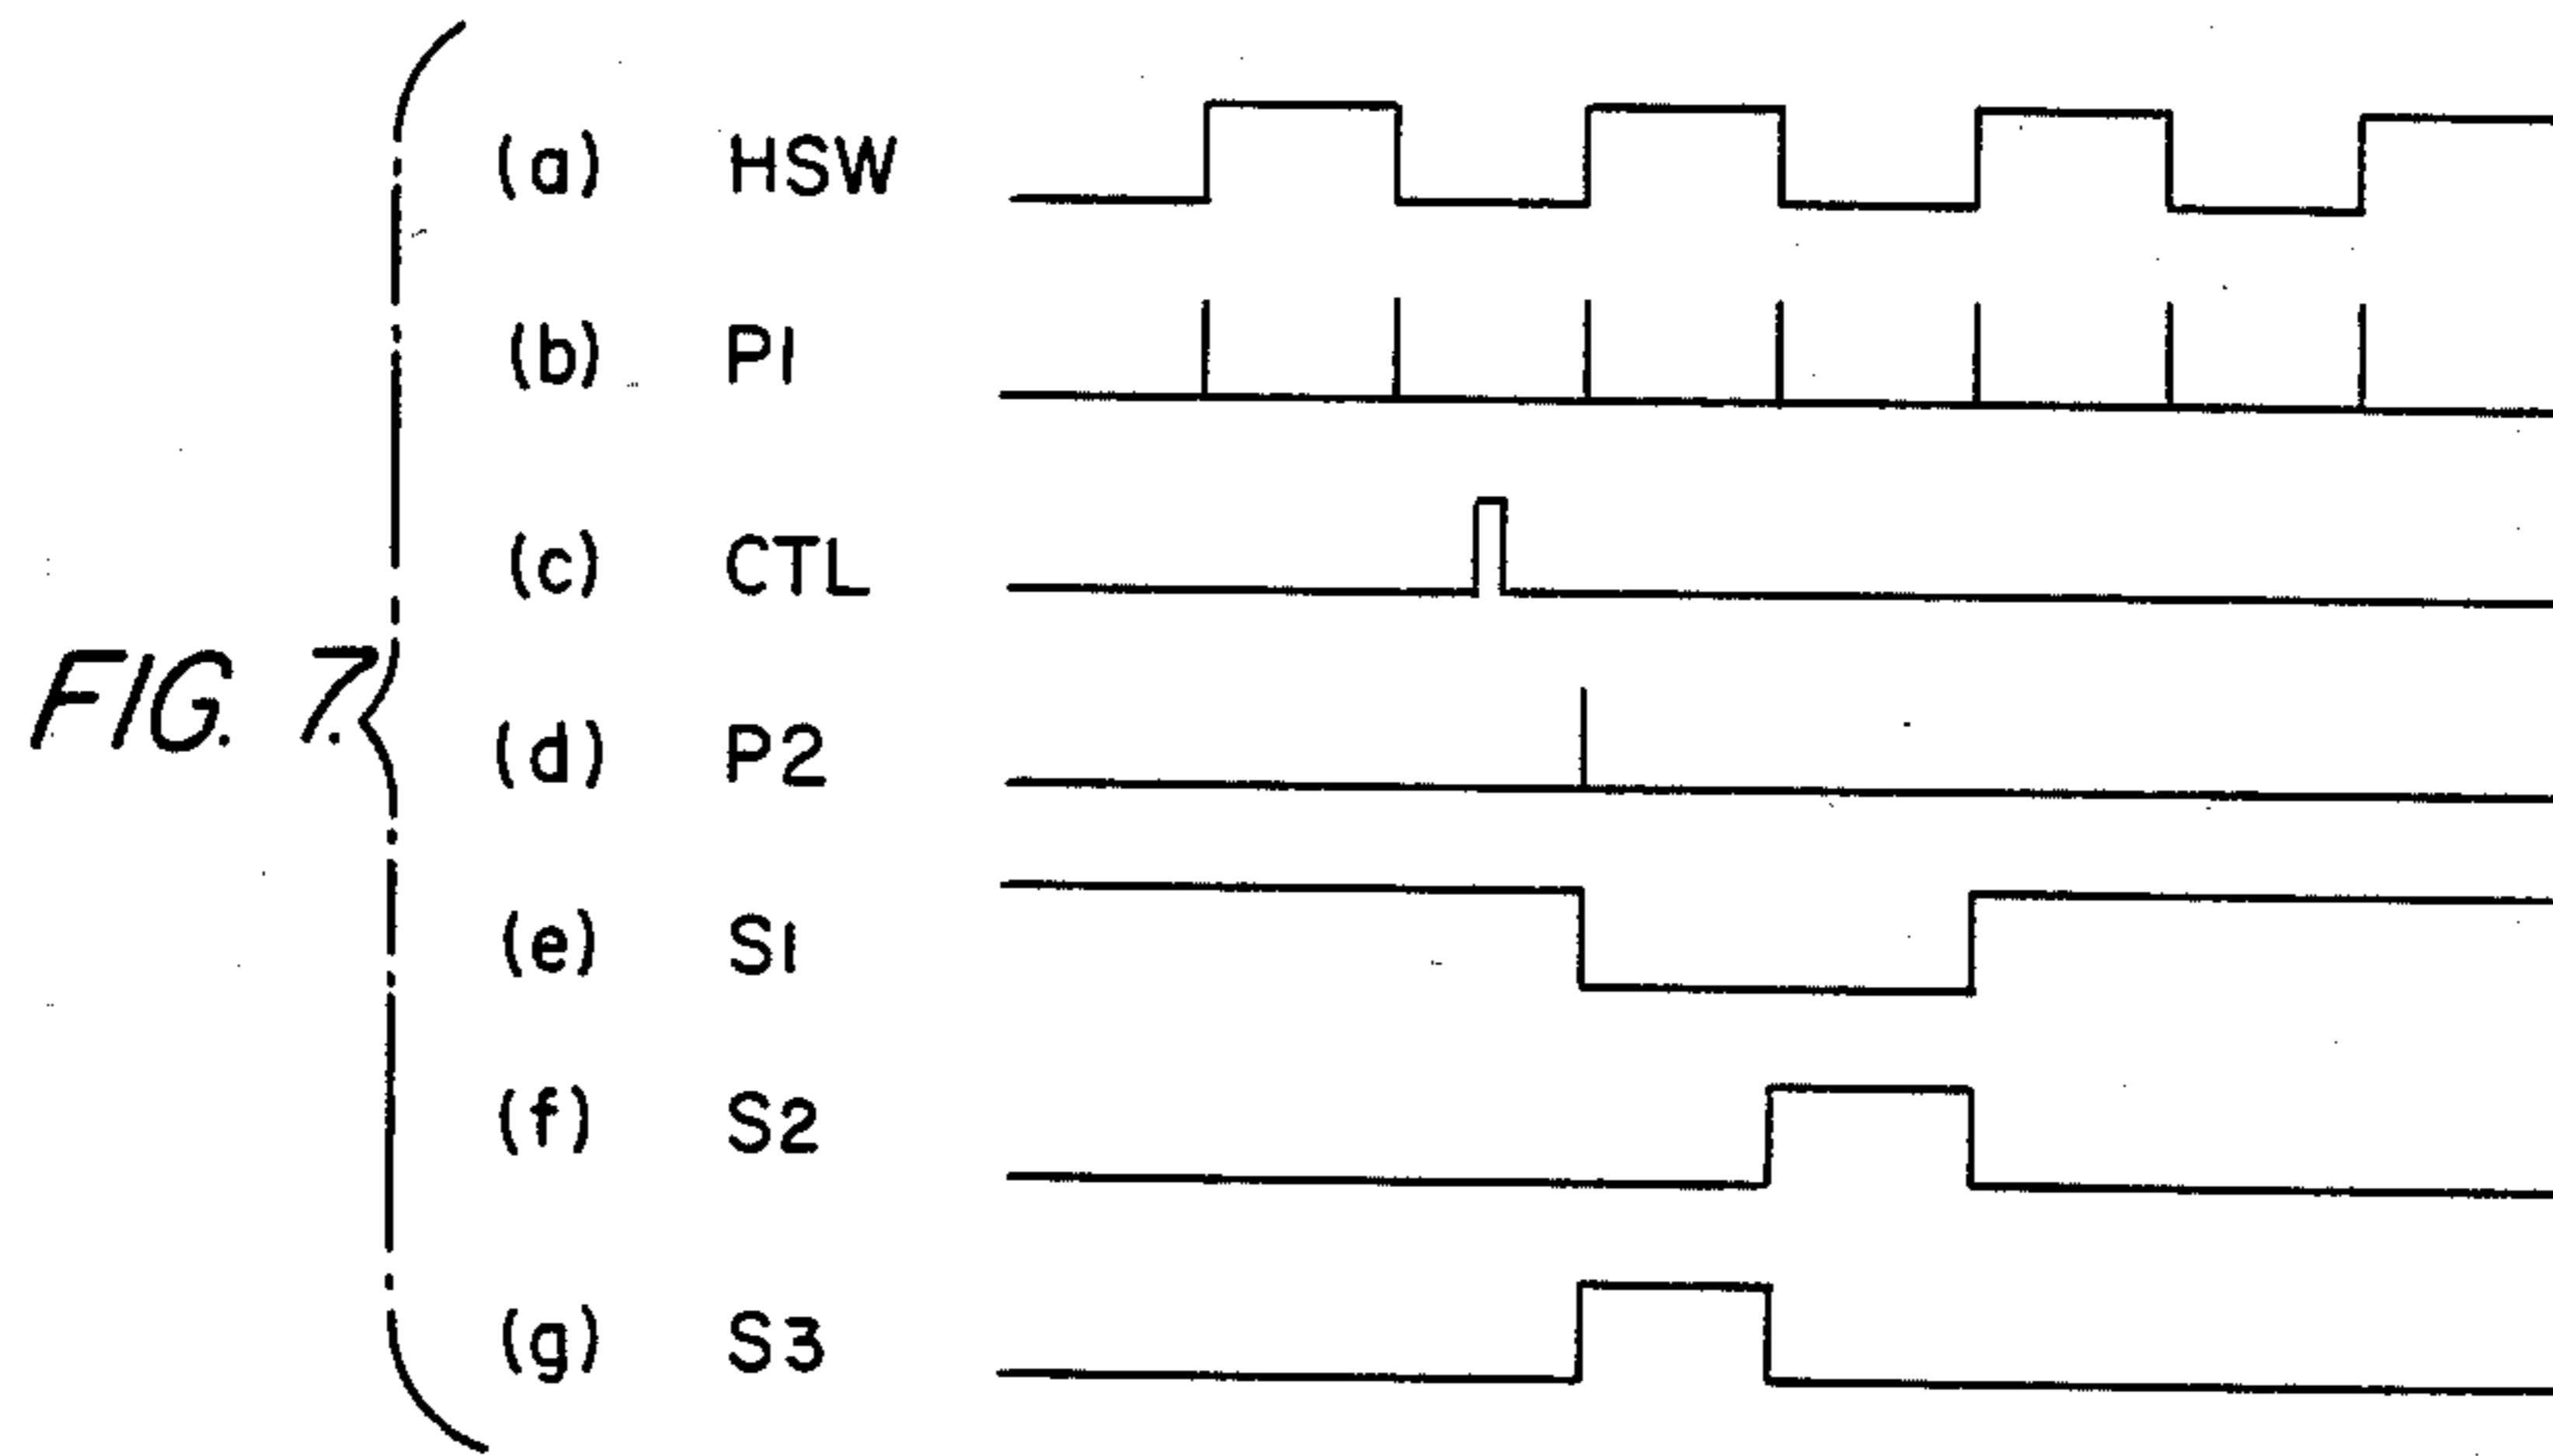 (a) HSW
(b) P1
(c) CTL
FIG. 7.
(d) P2
(e) S1
(f) S2
(g) S3